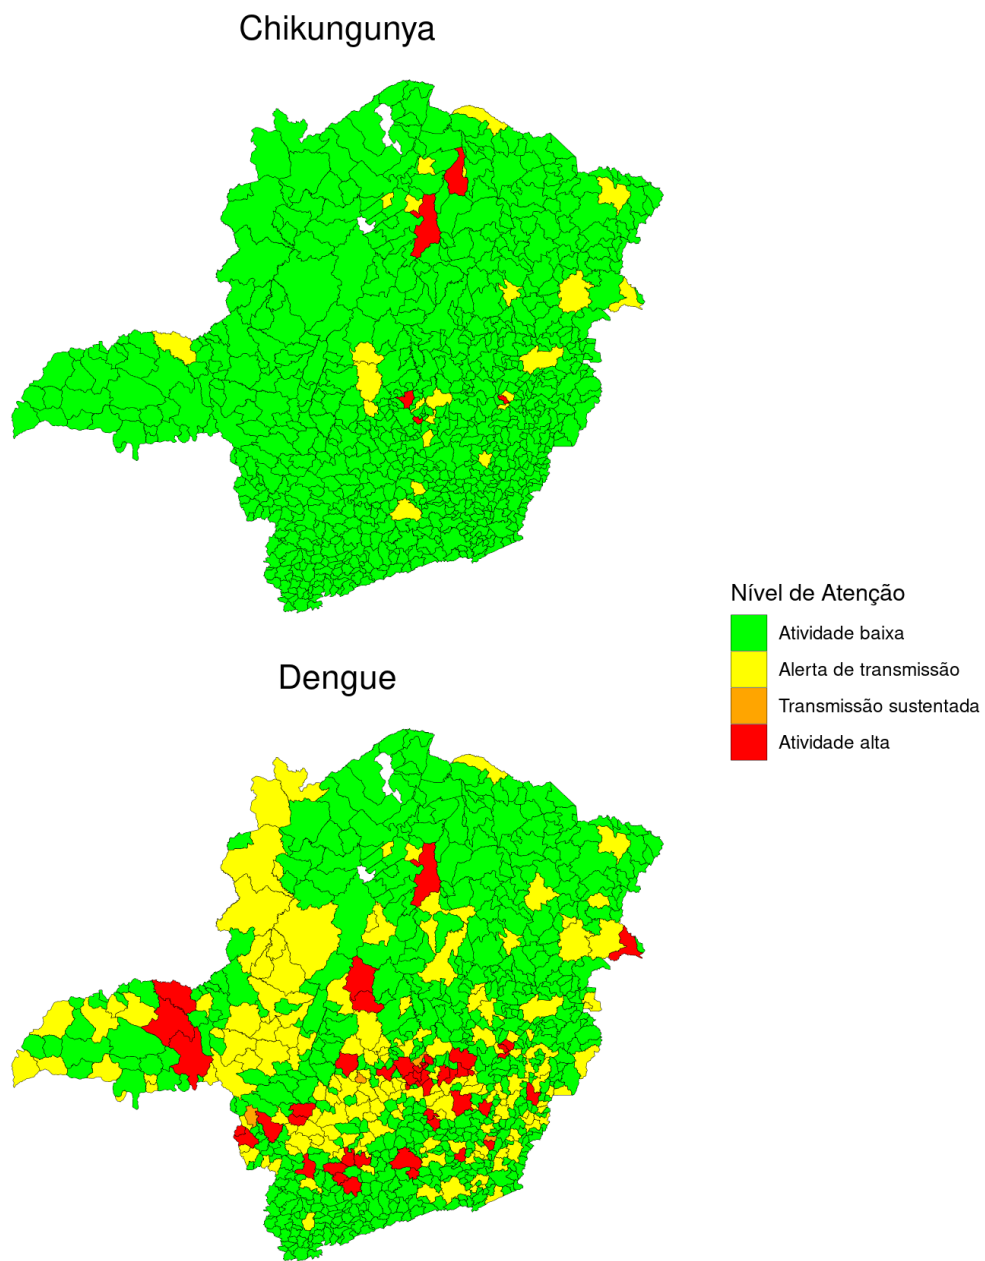 Chikungunya
Nível de Atenção
Atividade baixa
Alerta de transmissão
Transmissão sustentada
Atividade alta
Dengue